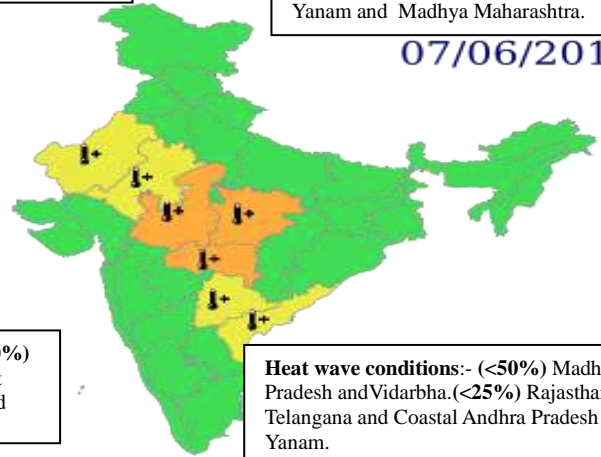 Yanam and Madhya Maharashtra.
07/06/201
0%)
t
d
Heat wave conditions:- (<50%) Madh
Pradesh andVidarbha.(<25%) Rajasthan
Telangana and Coastal Andhra Pradesh
Yanam.